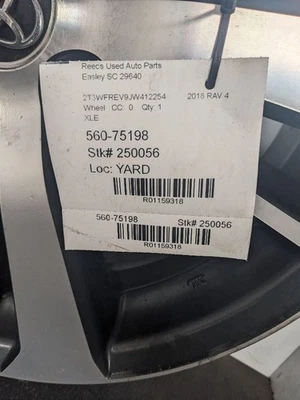 Reecs Used Auto Parts
Easley SC 29640
2T3WFREV9JW412254 2018 RAV 4
Wheel CC: 0 Qty: 1
XLE
560-75198
Stk# 250056
Loc: YARD
R01159318
560-75198 Stk# 250056
R01159318